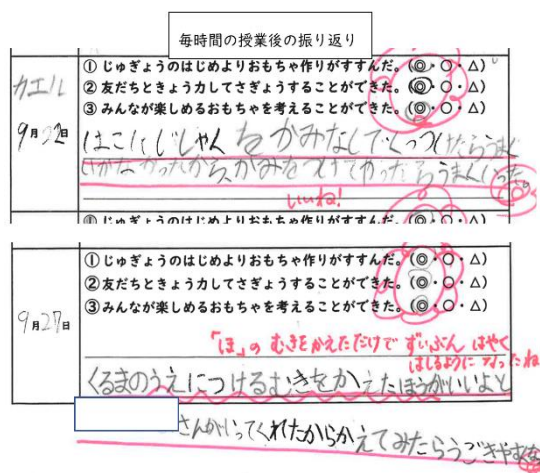 毎時間の授業後の振り返り
カエル
9月22日
① じゅぎょうのはじめよりおもちゃ作りがすすんだ。(◎・○・△)
② 友だちときょう力してさぎょうすることができた。(◎・○・△)
③ みんなが楽しめるおもちゃを考えることができた。(◎・○・△)
はこにじしゃくをかみなしでくっつけたらうまく
いかなかったから、かみをつけてやったらうまくいった。
いいね!
① じゅぎょうのはじめよりおもちゃ作りがすすんだ。(◎・○・△)
9月27日
① じゅぎょうのはじめよりおもちゃ作りがすすんだ。(◎・○・△)
② 友だちときょう力してさぎょうすることができた。(◎・○・△)
③ みんなが楽しめるおもちゃを考えることができた。(◎・○・△)
「ほ」のむきをかえただけでずいぶんはやく
はしるようになったね
くるまのうえにつけるむきをかえたほうがいいよと
さんがいってくれたからかえてみたらうごきやすくな